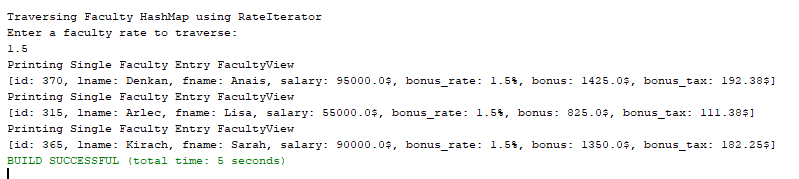 Traversing Faculty HashMap using RateIterator
Enter a faculty rate to traverse:
1.5
Printing Single Faculty Entry FacultyView
[id: 370, lname: Denkan, fname: Anais, salary: 95000.0$, bonus_rate: 1.5%, bonus: 1425.0$, bonus_tax: 192.38$]
Printing Single Faculty Entry FacultyView
[id: 315, lname: Arlec, fname: Lisa, salary: 55000.0$, bonus_rate: 1.5%, bonus: 825.0$, bonus_tax: 111.38$]
Printing Single Faculty Entry FacultyView
[id: 365, lname: Kirach, fname: Sarah, salary: 90000.0$, bonus_rate: 1.5%, bonus: 1350.0$, bonus_tax: 182.25$]
BUILD SUCCESSFUL (total time: 5 seconds)